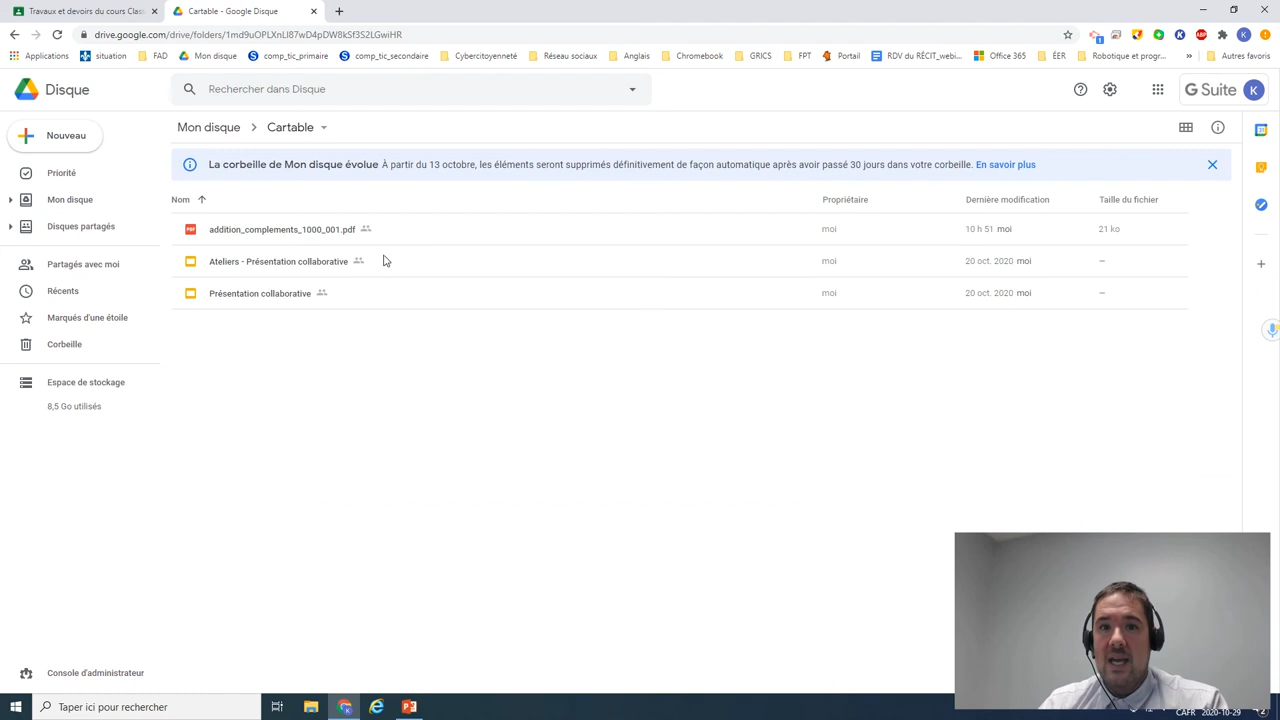 Travaux et devoirs du cours Class
Cartable - Google Disque
drive.google.com/drive/folders/1md9uOPLXnLI87wD4pDW8kSf3S2LGwiHR
Applications
situation
FAD
Mon disque
comp_tic_primaire
comp_tic_secondaire
Cybercitoyenneté
Réseau sociaux
Anglais
Chromebook
GRICS
FPT
Portail
RDV du RÉCIT_webi...
Office 365
ÉER
Robotique et progr...
»
Autres favoris
Disque
Rechercher dans Disque
G Suite K
Nouveau
Mon disque > Cartable
La corbeille de Mon disque évolue À partir du 13 octobre, les éléments seront supprimés définitivement de façon automatique après avoir passé 30 jours dans votre corbeille. En savoir plus
Priorité
Mon disque
Disques partagés
Partagés avec moi
Récents
Marqués d'une étoile
Corbeille
Espace de stockage
8,5 Go utilisés
Console d'administrateur
Nom Propriétaire Dernière modification Taille du fichier
PDF addition_complements_1000_001.pdf moi 10 h 51 moi 21 ko
Ateliers - Présentation collaborative moi 20 oct. 2020 moi —
Présentation collaborative moi 20 oct. 2020 moi —
Taper ici pour rechercher
CAFR 2020-10-29